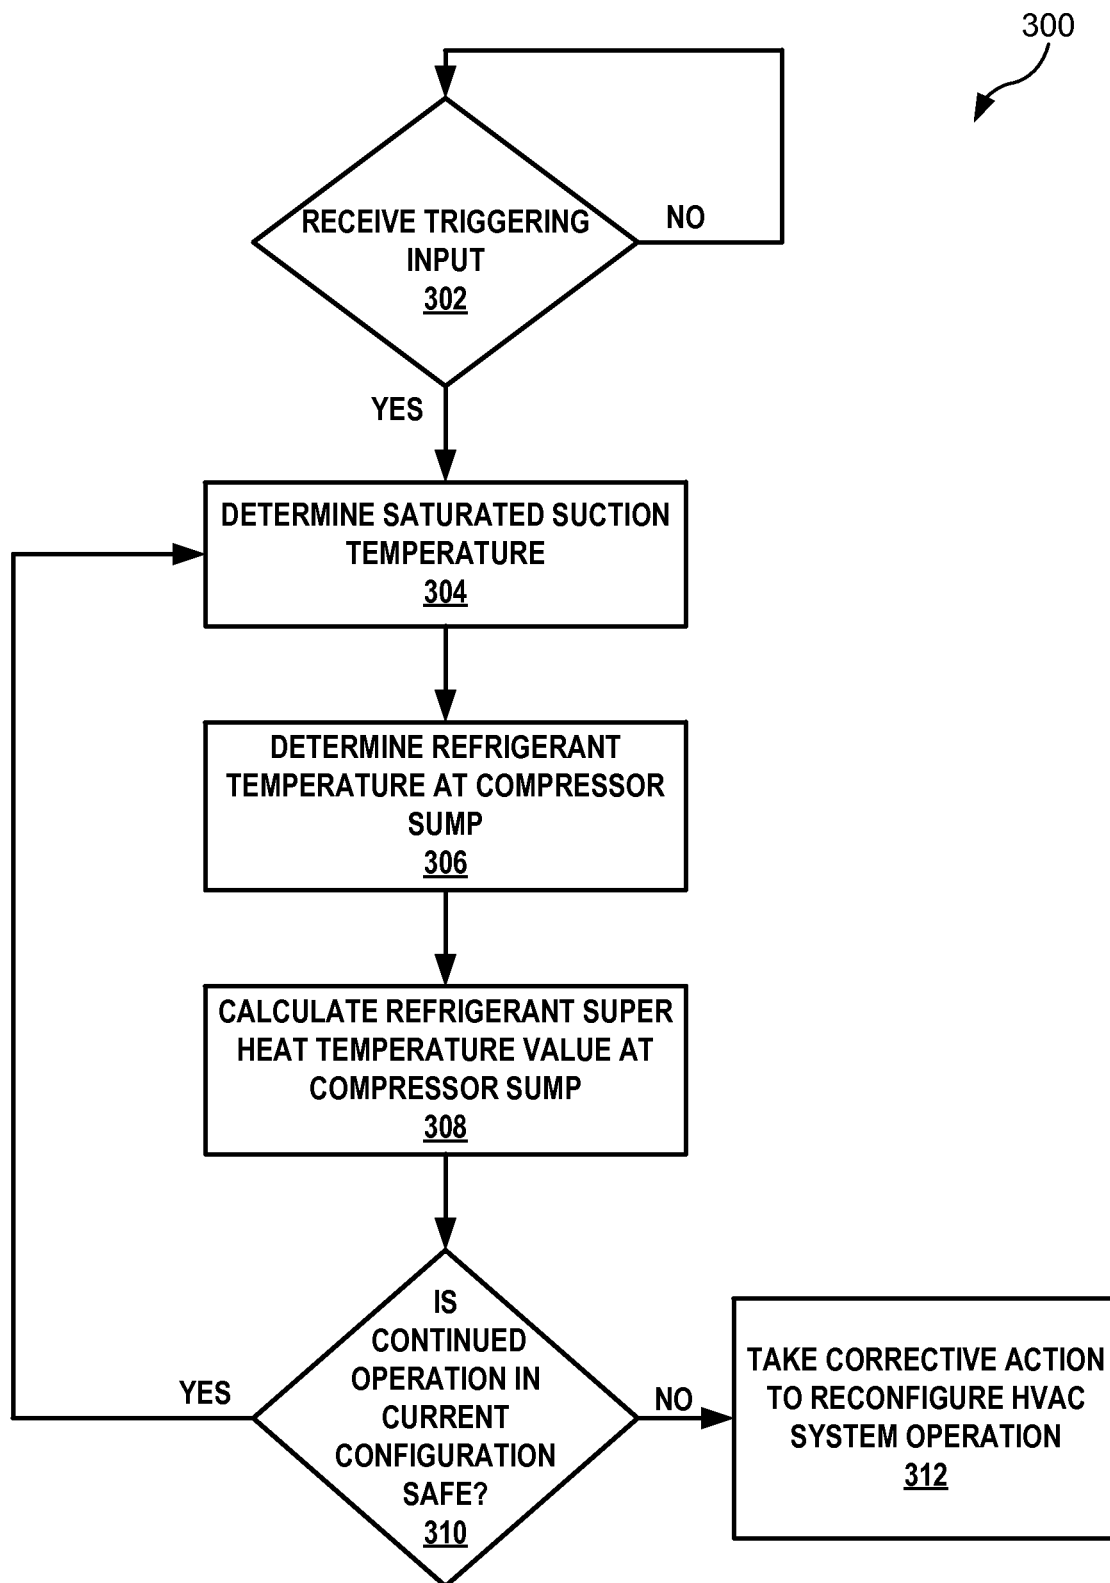 300
RECEIVE TRIGGERING
INPUT
302
NO
YES
DETERMINE SATURATED SUCTION
TEMPERATURE
304
DETERMINE REFRIGERANT
TEMPERATURE AT COMPRESSOR
SUMP
306
CALCULATE REFRIGERANT SUPER
HEAT TEMPERATURE VALUE AT
COMPRESSOR SUMP
308
IS
CONTINUED
OPERATION IN
CURRENT
CONFIGURATION
SAFE?
310
YES
NO
TAKE CORRECTIVE ACTION
TO RECONFIGURE HVAC
SYSTEM OPERATION
312